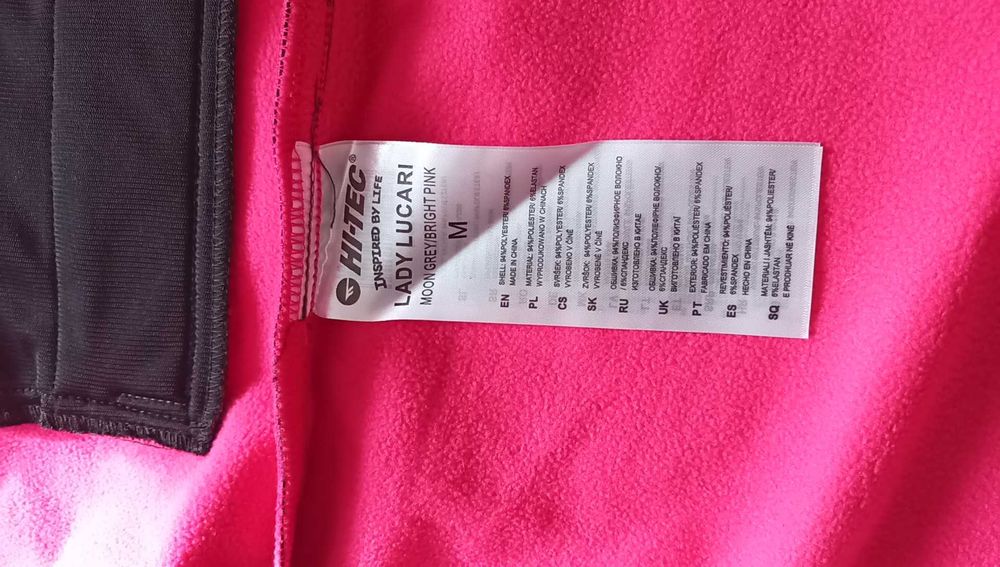 HI-TEC®
INSPIRED BY LIFE
LADY LUCARI
MOON GREY/BRIGHT PINK
M
EN SHELL: 94%POLYESTER/ 6%SPANDEX
MADE IN CHINA
PL MATERIAŁ: 94%POLIESTER/ 6%ELASTAN
WYPRODUKOWANO W CHINACH
CS SVRŠEK: 94%POLYESTER/ 6%SPANDEX
VYROBENO V ČÍNĚ
SK ZVRŠOK: 94%POLYESTER/ 6%SPANDEX
VYROBENÉ V ČÍNE
RU ОБШИВКА: 94%ПОЛИЭФИРНОЕ ВОЛОКНО
/ 6%СПАНДЕКС
ИЗГОТОВЛЕНО В КИТАЕ
UK ОБШИВКА: 94%ПОЛІЕФІРНЕ ВОЛОКНО/
6%СПАНДЕКС
ВИГОТОВЛЕНО В КИТАЇ
PT EXTERIOR: 94%POLIÉSTER/ 6%SPANDEX
FABRICADO EM CHINA
ES REVESTIMIENTO: 94%POLIÉSTER/
6%SPANDEX
HECHO EN CHINA
SQ MATERIALI I JASHTËM: 94%POLIESTER/
6%ELASTAN
E PRODHUAR NË KINË